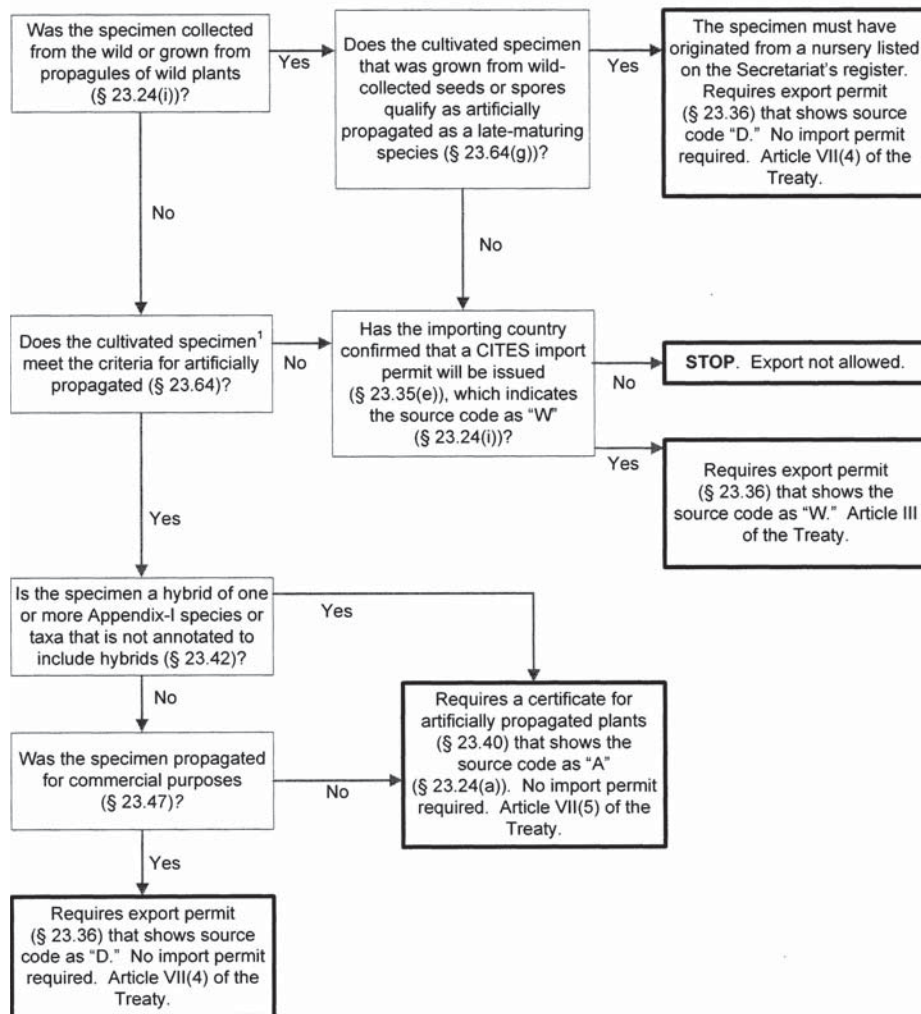 Was the specimen collected
from the wild or grown from
propagules of wild plants
(§ 23.24(i))?
Yes
Does the cultivated specimen
that was grown from wild-
collected seeds or spores
qualify as artificially
propagated as a late-maturing
species (§ 23.64(g))?
Yes
The specimen must have
originated from a nursery listed
on the Secretariat's register.
Requires export permit
(§ 23.36) that shows source
code "D." No import permit
required. Article VII(4) of the
Treaty.
No
No
Does the cultivated specimen¹
meet the criteria for artificially
propagated (§ 23.64)?
No
Has the importing country
confirmed that a CITES import
permit will be issued
(§ 23.35(e)), which indicates
the source code as "W"
(§ 23.24(i))?
No
STOP. Export not allowed.
Yes
Requires export permit
(§ 23.36) that shows the
source code as "W." Article III
of the Treaty.
Yes
Is the specimen a hybrid of one
or more Appendix-I species or
taxa that is not annotated to
include hybrids (§ 23.42)?
Yes
No
Requires a certificate for
artificially propagated plants
(§ 23.40) that shows the
source code as "A"
(§ 23.24(a)). No import permit
required. Article VII(5) of the
Treaty.
Was the specimen propagated
for commercial purposes
(§ 23.47)?
No
Yes
Requires export permit
(§ 23.36) that shows source
code as "D." No import permit
required. Article VII(4) of the
Treaty.